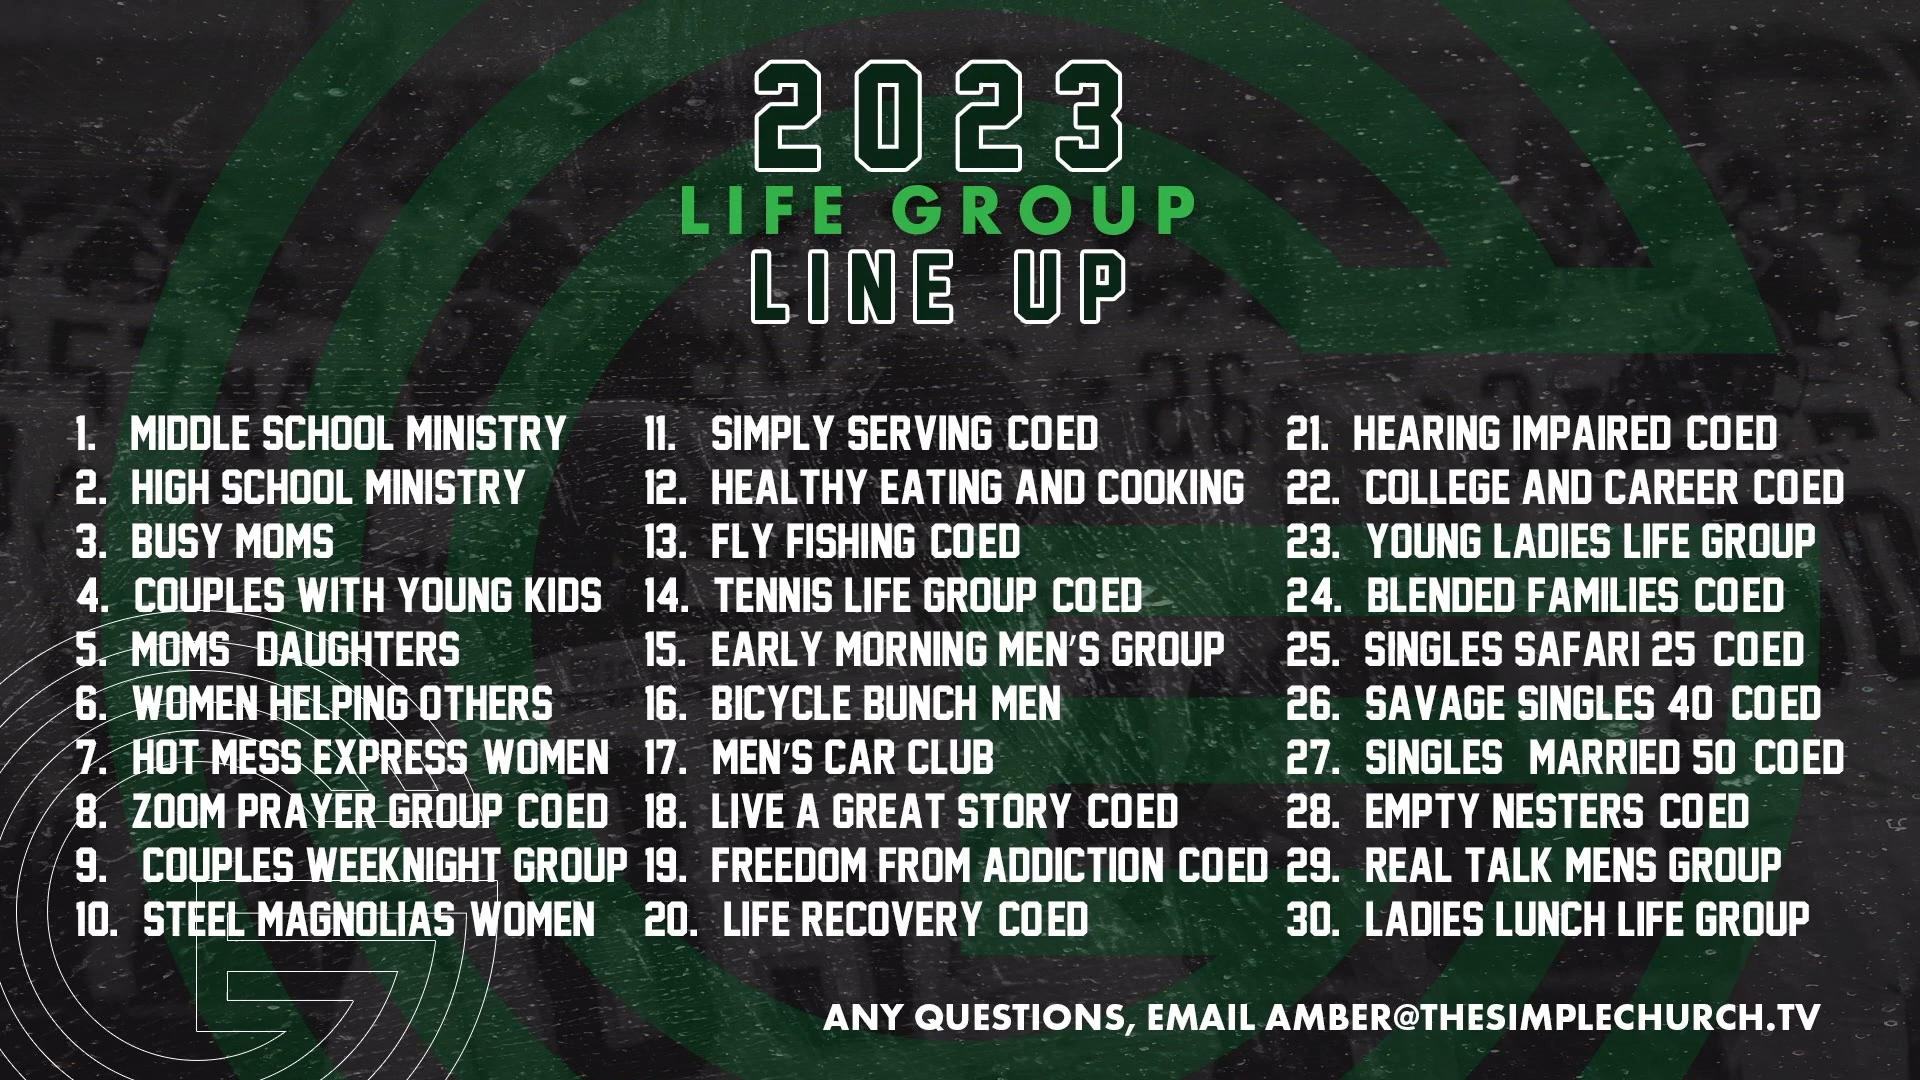 2023
LIFE GROUP
LINE UP
1. MIDDLE SCHOOL MINISTRY
2. HIGH SCHOOL MINISTRY
3. BUSY MOMS
4. COUPLES WITH YOUNG KIDS
5. MOMS DAUGHTERS
6. WOMEN HELPING OTHERS
7. HOT MESS EXPRESS WOMEN
8. ZOOM PRAYER GROUP COED
9. COUPLES WEEKNIGHT GROUP
10. STEEL MAGNOLIAS WOMEN
11. SIMPLY SERVING COED
12. HEALTHY EATING AND COOKING
13. FLY FISHING COED
14. TENNIS LIFE GROUP COED
15. EARLY MORNING MEN'S GROUP
16. BICYCLE BUNCH MEN
17. MEN'S CAR CLUB
18. LIVE A GREAT STORY COED
19. FREEDOM FROM ADDICTION COED
20. LIFE RECOVERY COED
21. HEARING IMPAIRED COED
22. COLLEGE AND CAREER COED
23. YOUNG LADIES LIFE GROUP
24. BLENDED FAMILIES COED
25. SINGLES SAFARI 25 COED
26. SAVAGE SINGLES 40 COED
27. SINGLES MARRIED 50 COED
28. EMPTY NESTERS COED
29. REAL TALK MENS GROUP
30. LADIES LUNCH LIFE GROUP
ANY QUESTIONS, EMAIL AMBER@THESIMPLECHURCH.TV